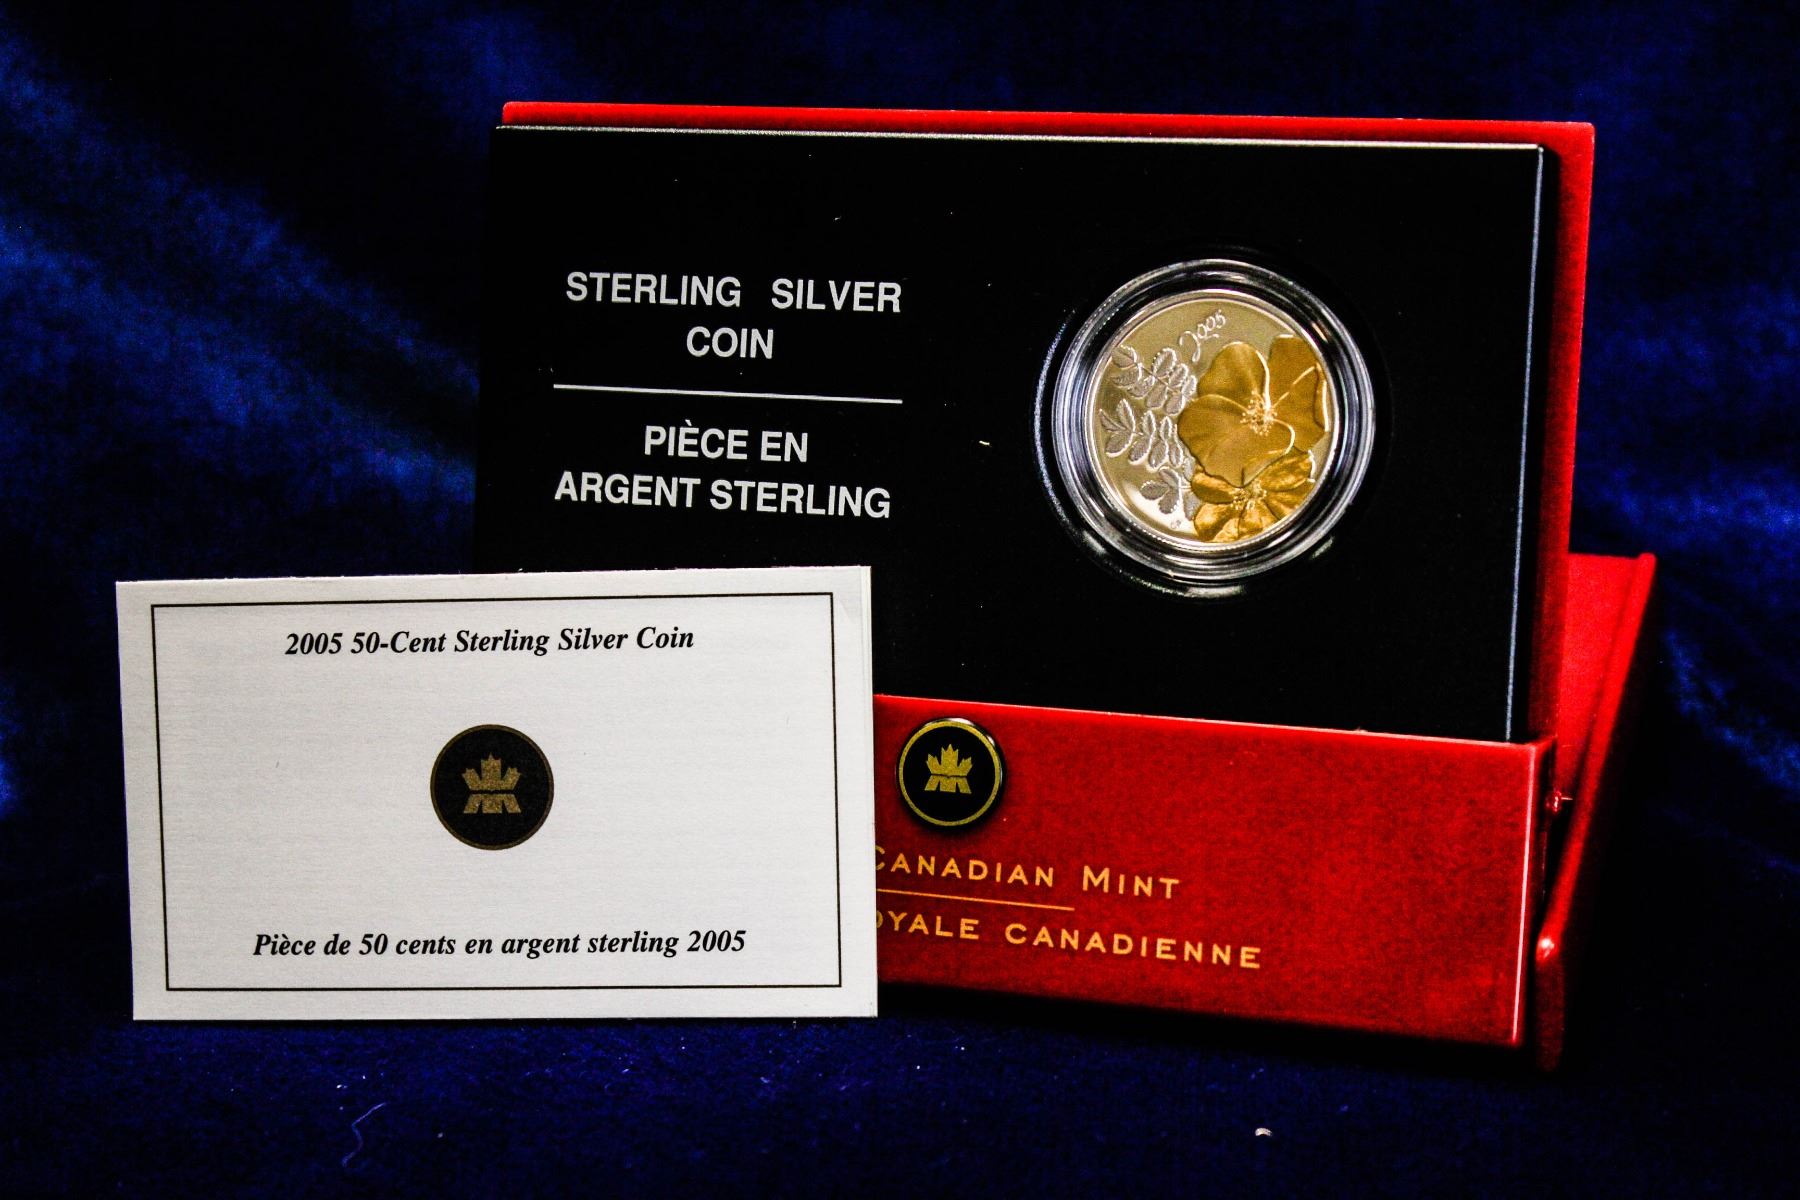 STERLING SILVER
COIN
PIÈCE EN
ARGENT STERLING
2005
2005 50-Cent Sterling Silver Coin
Pièce de 50 cents en argent sterling 2005
CANADIAN MINT
OYALE CANADIENNE